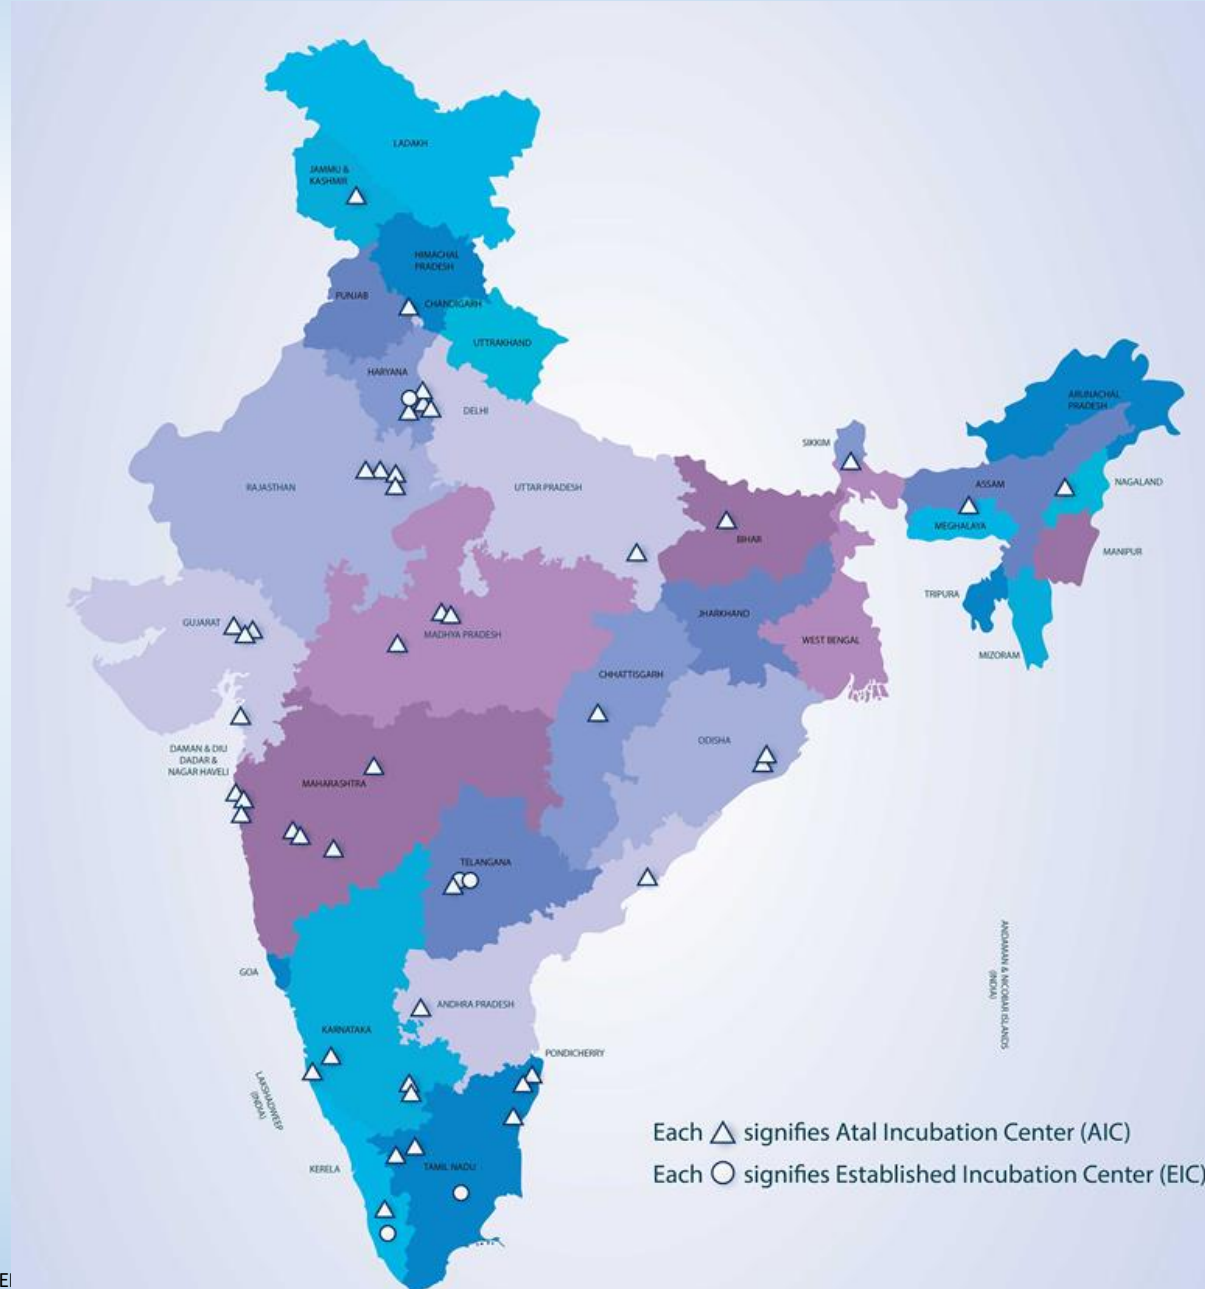 LADAKH
JAMMU &
KASHMIR
HIMACHAL
PRADESH
PUNJAB
CHANDIGARH
UTTRAKHAND
HARYANA
DELHI
ARUNACHAL
PRADESH
SIKKIM
RAJASTHAN
UTTAR PRADESH
ASSAM
NAGALAND
MEGHALAYA
BIHAR
MANIPUR
TRIPURA
JHARKHAND
GUJARAT
MADHYA PRADESH
WEST BENGAL
MIZORAM
CHHATTISGARH
ODISHA
DAMAN & DIU
DADAR &
NAGAR HAVELI
MAHARASHTRA
TELANGANA
ANDAMAN & NICOBAR ISLANDS
(INDIA)
GOA
ANDHRA PRADESH
KARNATAKA
PONDICHERRY
LAKSHADWEEP
(INDIA)
Each △ signifies Atal Incubation Center (AIC)
KERELA
TAMIL NADU
Each ○ signifies Established Incubation Center (EIC)